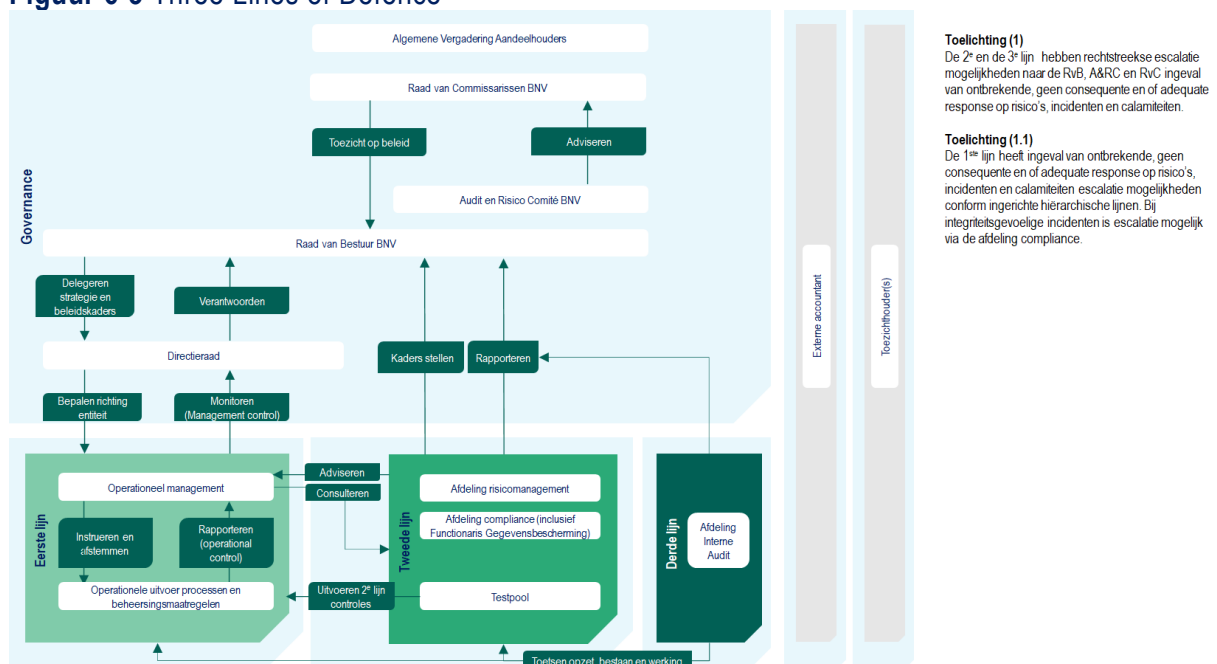 Figuur 6-3 Three Lines of Defence
Algemene Vergadering Aandeelhouders
Raad van Commissarissen BNV
Toezicht op beleid
Adviseren
Audit en Risico Comité BNV
Governance
Raad van Bestuur BNV
Delegeren
strategie en
beleidskaders
Verantwoorden
Directieraad
Kaders stellen
Rapporteren
Bepalen richting
entiteit
Monitoren
(Management control)
Eerste lijn
Operationeel management
Instrueren en
afstemmen
Rapporteren
(operational
control)
Operationele uitvoer processen en
beheersingsmaatregelen
Adviseren
Consulteren
Uitvoeren 2e lijn
controles
Tweede lijn
Afdeling risicomanagement
Afdeling compliance (inclusief
Functionaris Gegevensbescherming)
Testpool
Derde lijn
Afdeling
Interne
Audit
Toetsen opzet, bestaan en werking
Externe accountant
Toezichthouder(s)
Toelichting (1)
De 2e en de 3e lijn hebben rechtstreekse escalatie
mogelijkheden naar de RvB, A&RC en RvC ingeval
van ontbrekende, geen consequente en of adequate
response op risico's, incidenten en calamiteiten.
Toelichting (1.1)
De 1ste lijn heeft ingeval van ontbrekende, geen
consequente en of adequate response op risico's,
incidenten en calamiteiten escalatie mogelijkheden
conform ingerichte hiërarchische lijnen. Bij
integriteitsgevoelige incidenten is escalatie mogelijk
via de afdeling compliance.